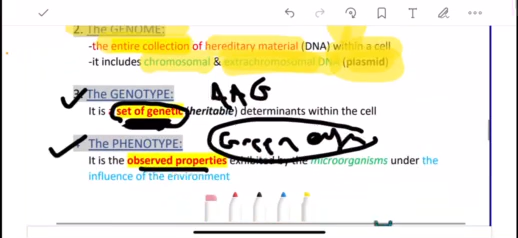 2. The GENOME:
-the entire collection of hereditary material (DNA) within a cell
-it includes chromosomal & extrachromosomal DNA (plasmid)
3. The GENOTYPE: AAG
It is a set of genetic (heritable) determinants within the cell
The PHENOTYPE: Green eyes
It is the observed properties exhibited by the microorganisms under the
influence of the environment